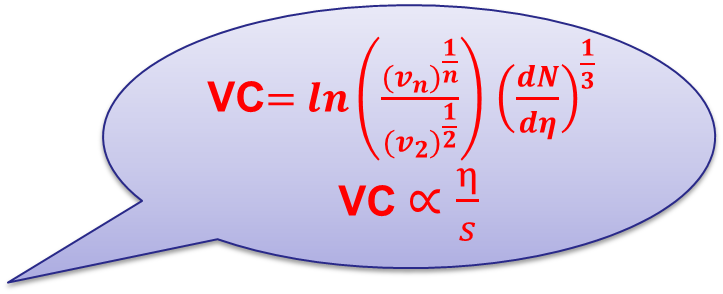 VC= ln ( (v_n)^{1/n} / (v_2)^{1/2} ) (dN/dη)^{1/3}
VC ∝ η/s